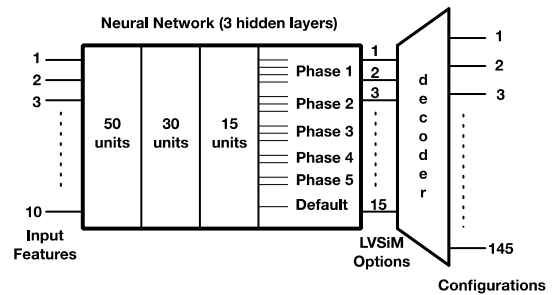 Neural Network (3 hidden layers)
1
2
3
10
Input
Features
50
units
30
units
15
units
Phase 1
Phase 2
Phase 3
Phase 4
Phase 5
Default
1
2
3
15
LVSiM
Options
decoder
1
2
3
145
Configurations